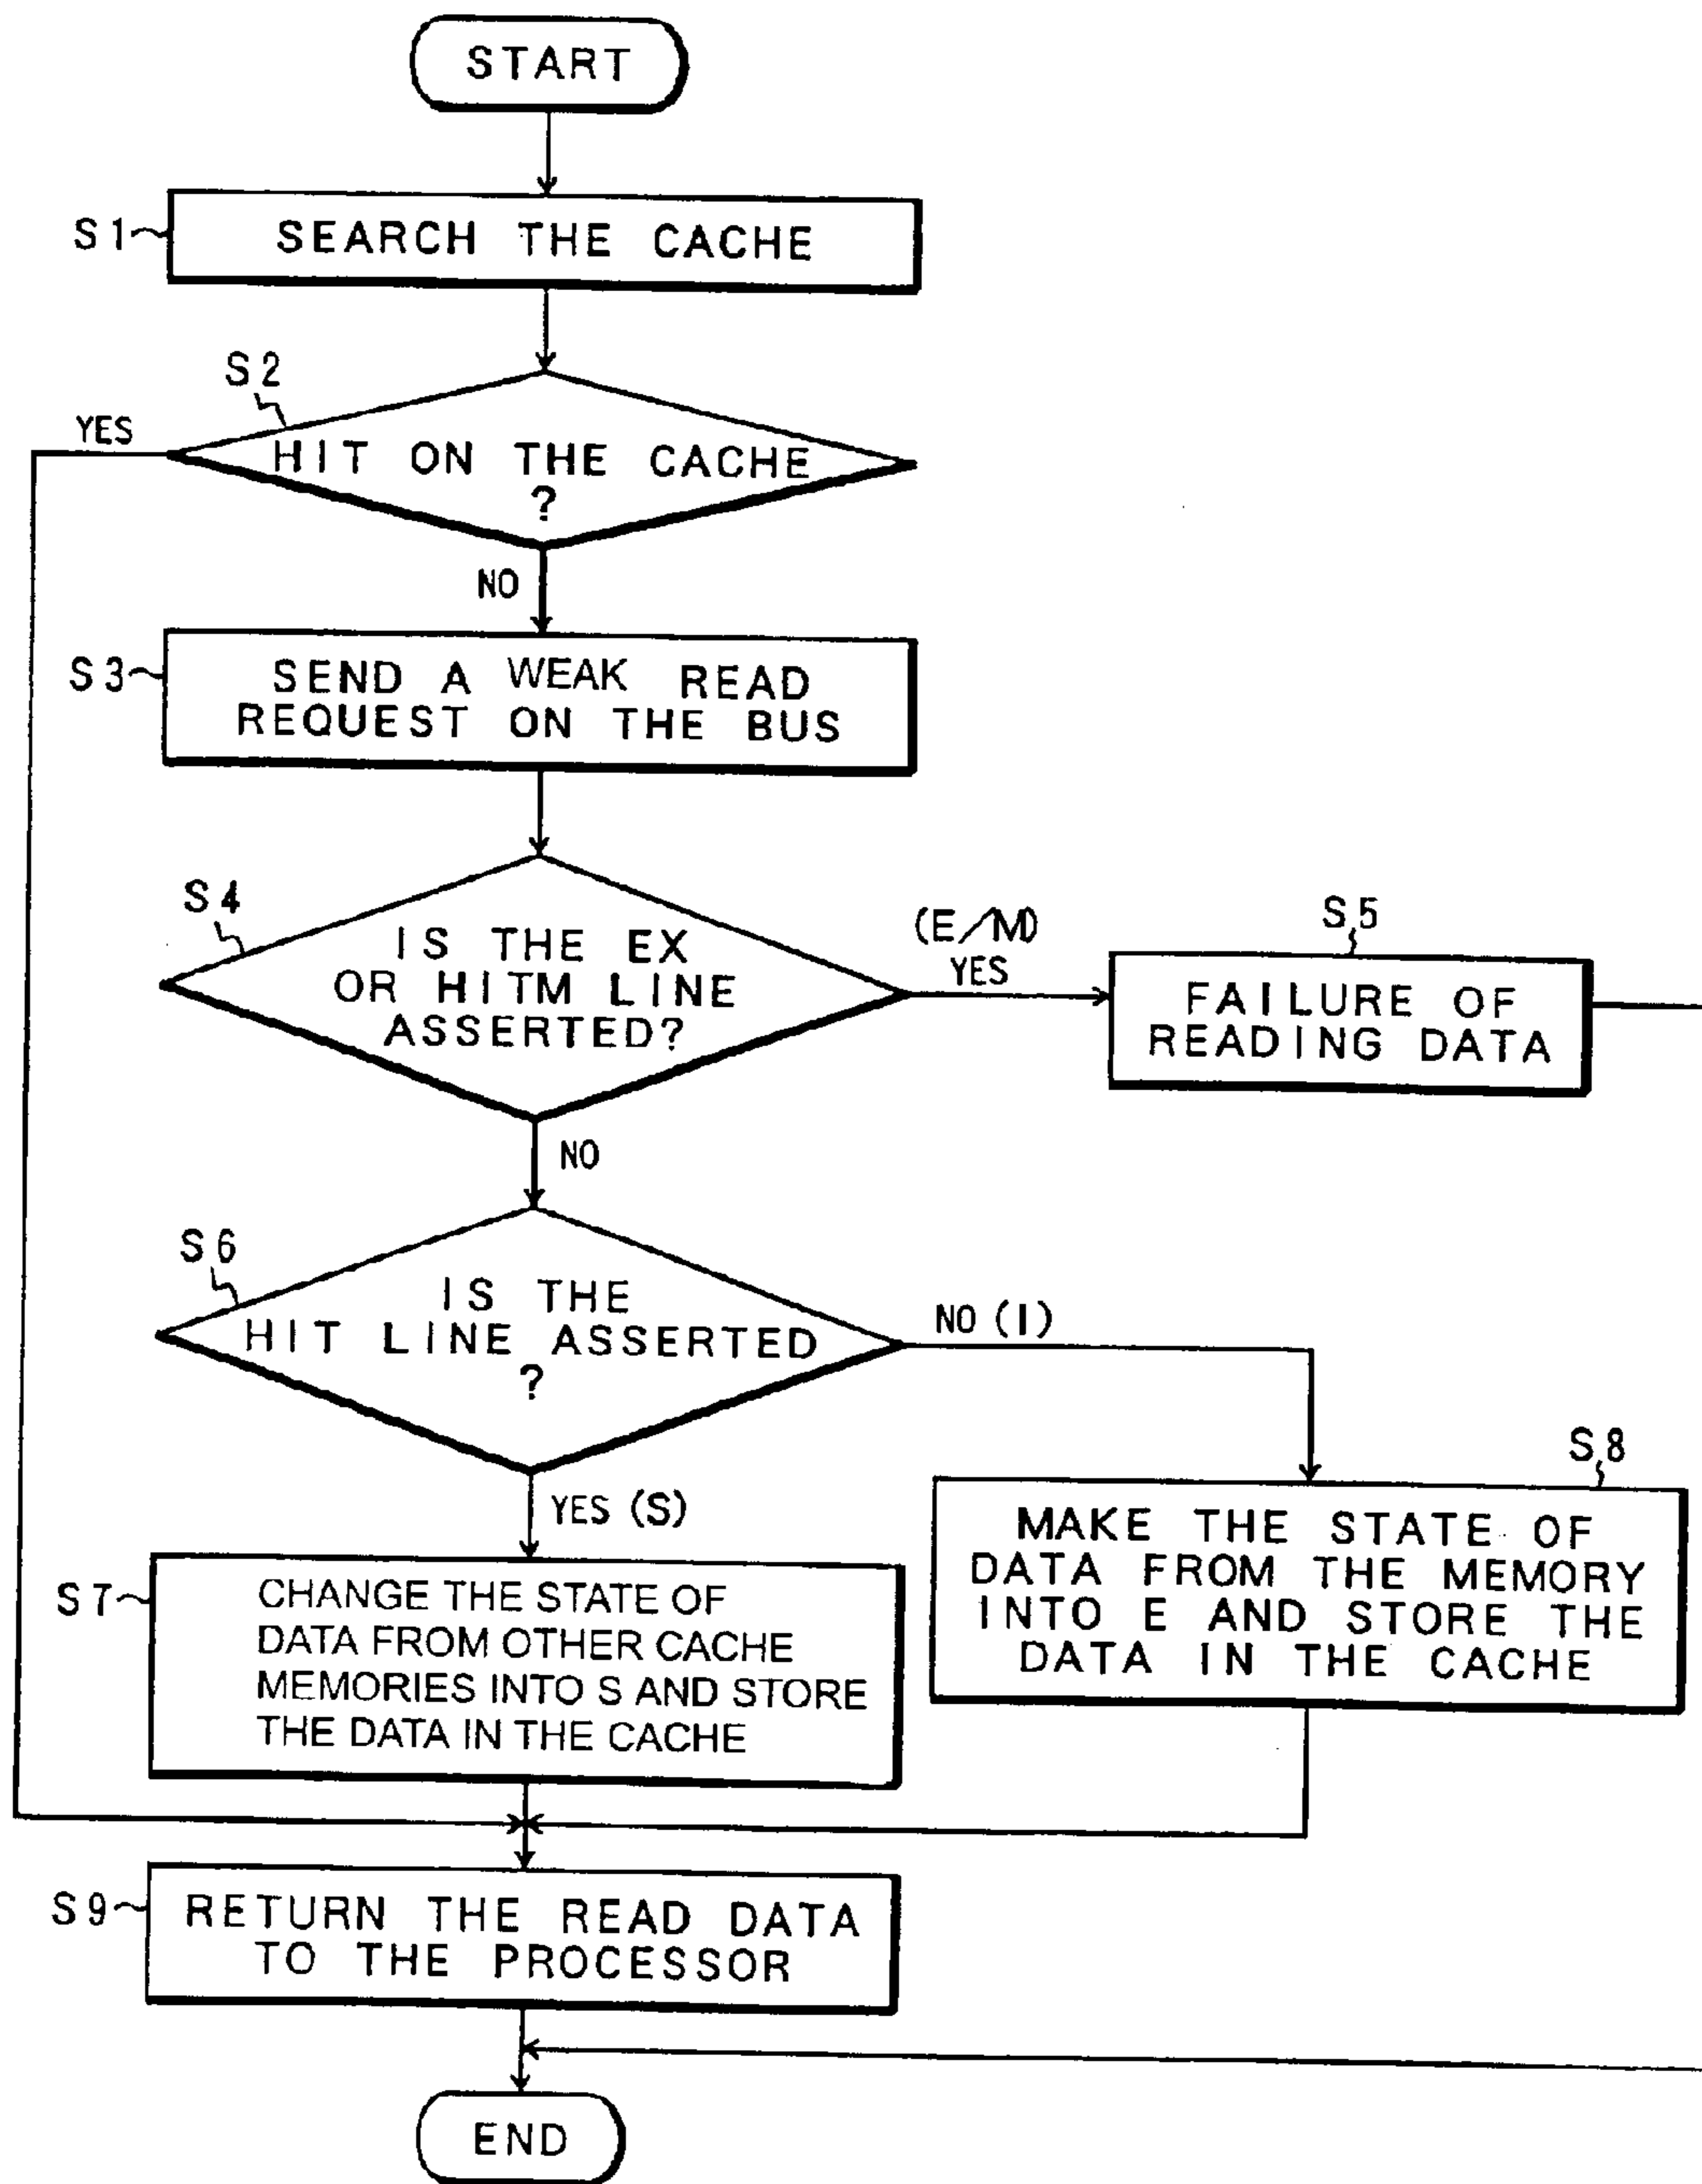 START
S1
SEARCH THE CACHE
S2
YES
HIT ON THE CACHE
?
NO
S3
SEND A WEAK READ
REQUEST ON THE BUS
S4
IS THE EX
OR HITM LINE
ASSERTED?
(E/M)
YES
S5
FAILURE OF
READING DATA
NO
S6
IS THE
HIT LINE ASSERTED
?
NO (I)
YES (S)
S7
CHANGE THE STATE OF
DATA FROM OTHER CACHE
MEMORIES INTO S AND STORE
THE DATA IN THE CACHE
S8
MAKE THE STATE OF
DATA FROM THE MEMORY
INTO E AND STORE THE
DATA IN THE CACHE
S9
RETURN THE READ DATA
TO THE PROCESSOR
END